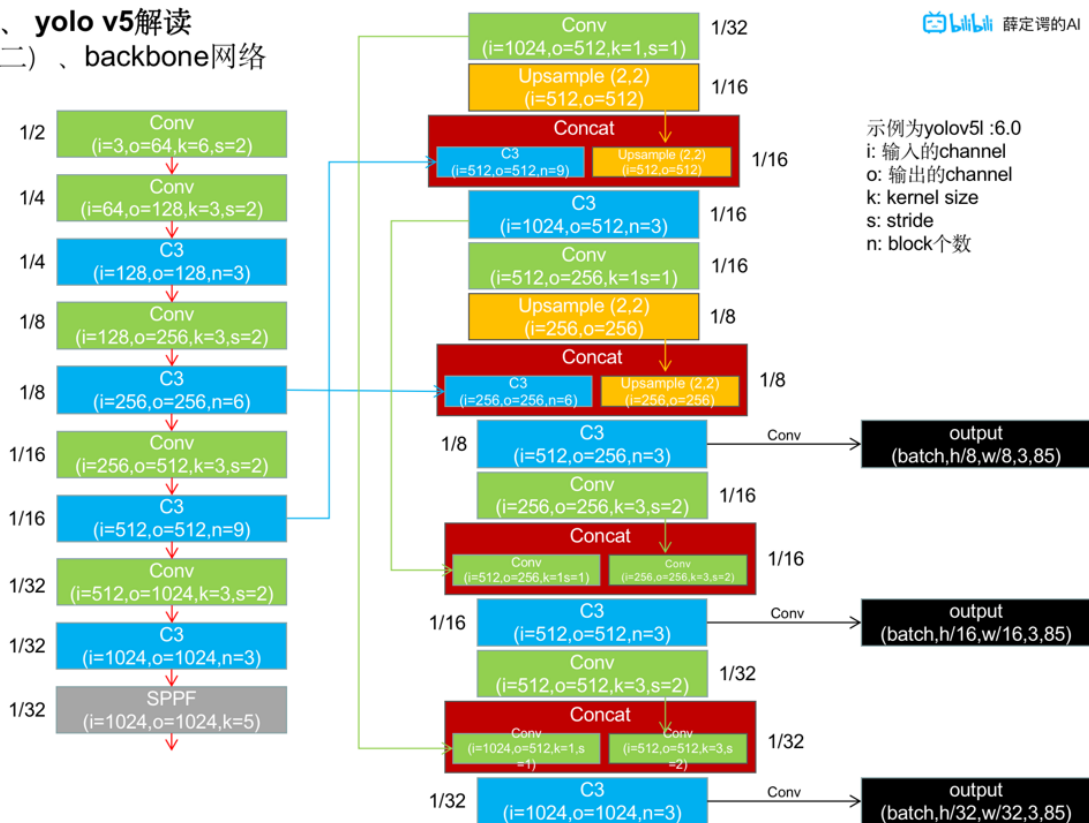 、 yolo v5解读
二）、backbone网络
bilibili 薛定谔的AI
1/2
Conv
(i=3,o=64,k=6,s=2)
1/4
Conv
(i=64,o=128,k=3,s=2)
1/4
C3
(i=128,o=128,n=3)
1/8
Conv
(i=128,o=256,k=3,s=2)
1/8
C3
(i=256,o=256,n=6)
1/16
Conv
(i=256,o=512,k=3,s=2)
1/16
C3
(i=512,o=512,n=9)
1/32
Conv
(i=512,o=1024,k=3,s=2)
1/32
C3
(i=1024,o=1024,n=3)
1/32
SPPF
(i=1024,o=1024,k=5)
Conv
(i=1024,o=512,k=1,s=1)
1/32
Upsample (2,2)
(i=512,o=512)
1/16
Concat
C3
(i=512,o=512,n=9)
Upsample (2,2)
(i=512,o=512)
1/16
C3
(i=1024,o=512,n=3)
1/16
Conv
(i=512,o=256,k=1s=1)
1/16
Upsample (2,2)
(i=256,o=256)
1/8
Concat
C3
(i=256,o=256,n=6)
Upsample (2,2)
(i=256,o=256)
1/8
1/8
C3
(i=512,o=256,n=3)
Conv
output
(batch,h/8,w/8,3,85)
Conv
(i=256,o=256,k=3,s=2)
1/16
Concat
Conv
(i=512,o=256,k=1s=1)
Conv
(i=256,o=256,k=3,s=2)
1/16
1/16
C3
(i=512,o=512,n=3)
Conv
output
(batch,h/16,w/16,3,85)
Conv
(i=512,o=512,k=3,s=2)
1/32
Concat
Conv
(i=1024,o=512,k=1,s
=1)
Conv
(i=512,o=512,k=3,s
=2)
1/32
1/32
C3
(i=1024,o=1024,n=3)
Conv
output
(batch,h/32,w/32,3,85)
示例为yolov5l :6.0
i: 输入的channel
o: 输出的channel
k: kernel size
s: stride
n: block个数